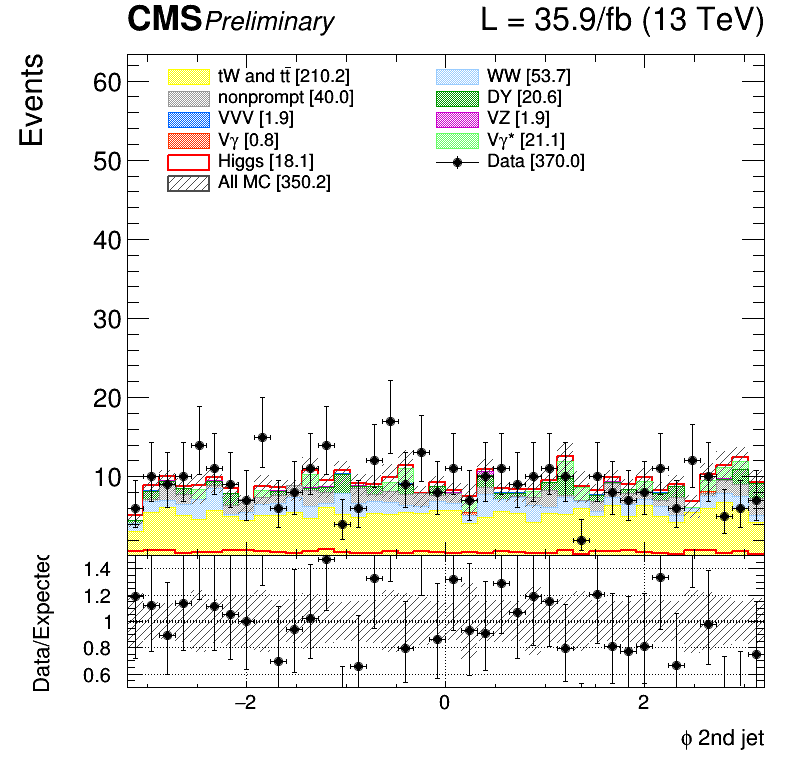 CMS Preliminary L = 35.9/fb (13 TeV)
Events
60
50
40
30
20
10
tW and tt̄ [210.2] WW [53.7]
nonprompt [40.0] DY [20.6]
VVV [1.9] VZ [1.9]
Vγ [0.8] Vγ* [21.1]
Higgs [18.1] Data [370.0]
All MC [350.2]
Data/Expected
1.4
1.2
1
0.8
0.6
−2 0 2
ϕ 2nd jet